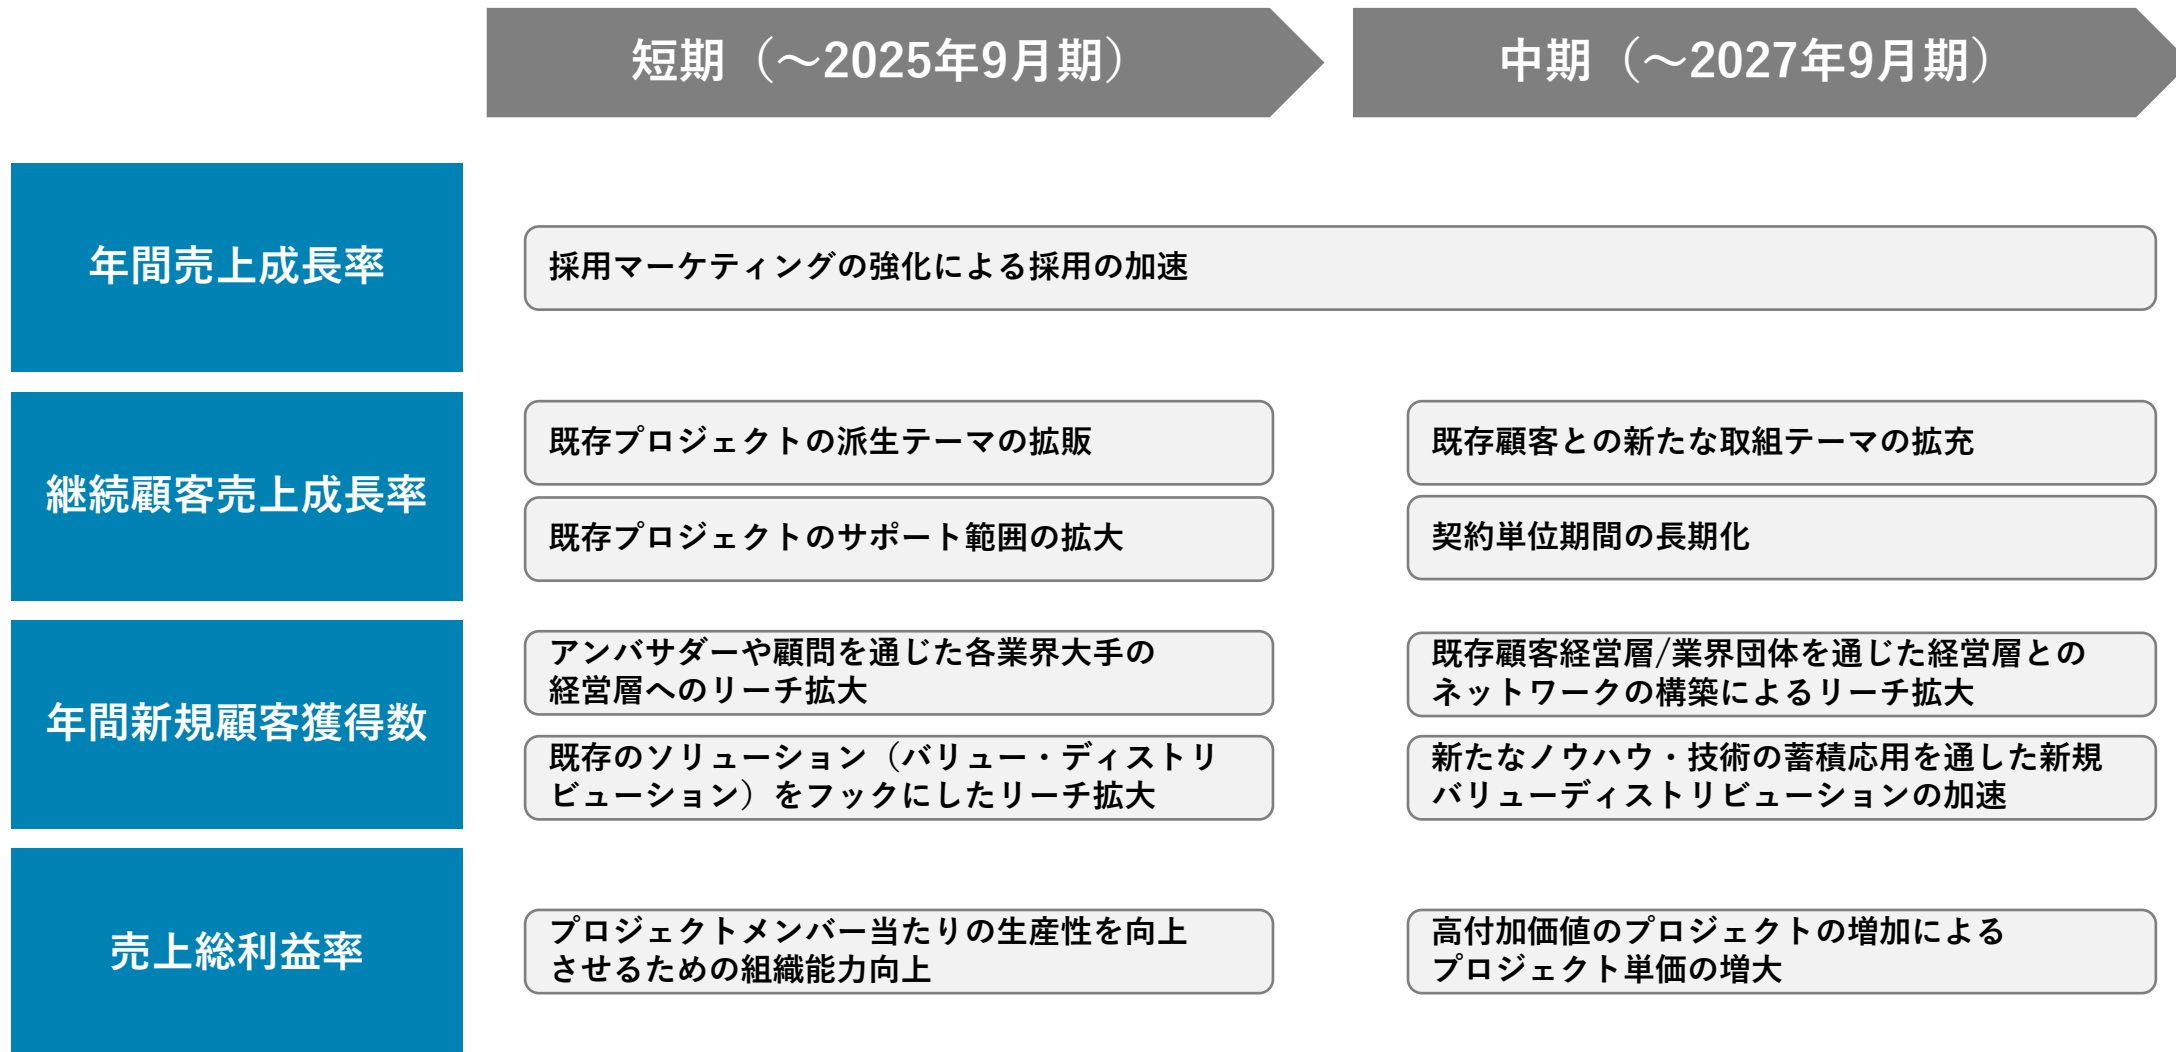 短期（～2025年9月期）
中期（～2027年9月期）
年間売上成長率
採用マーケティングの強化による採用の加速
継続顧客売上成長率
既存プロジェクトの派生テーマの拡販
既存プロジェクトのサポート範囲の拡大
既存顧客との新たな取組テーマの拡充
契約単位期間の長期化
年間新規顧客獲得数
アンバサダーや顧問を通じた各業界大手の
経営層へのリーチ拡大
既存のソリューション（バリュー・ディストリ
ビューション）をフックにしたリーチ拡大
既存顧客経営層/業界団体を通じた経営層との
ネットワークの構築によるリーチ拡大
新たなノウハウ・技術の蓄積応用を通した新規
バリューディストリビューションの加速
売上総利益率
プロジェクトメンバー当たりの生産性を向上
させるための組織能力向上
高付加価値のプロジェクトの増加による
プロジェクト単価の増大